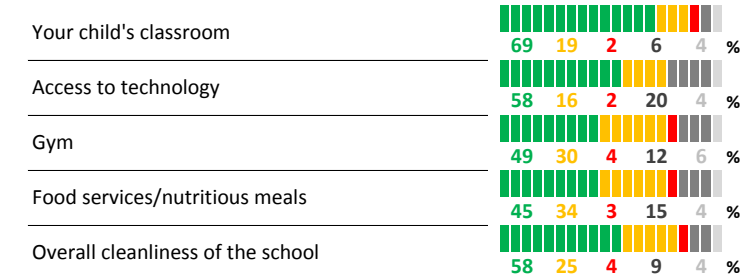 Your child's classroom
69 19 2 6 4 %
Access to technology
58 16 2 20 4 %
Gym
49 30 4 12 6 %
Food services/nutritious meals
45 34 3 15 4 %
Overall cleanliness of the school
58 25 4 9 4 %